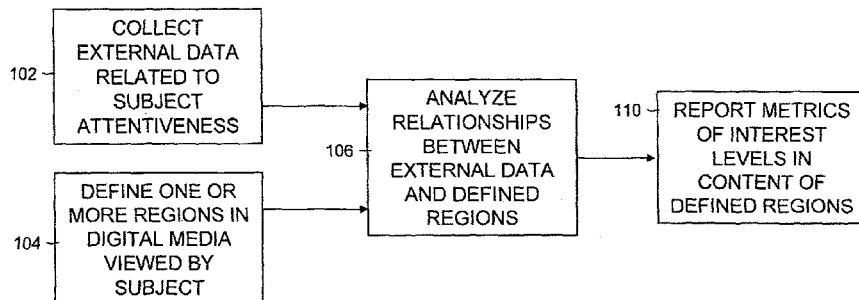 102
COLLECT
EXTERNAL DATA
RELATED TO
SUBJECT
ATTENTIVENESS
104
DEFINE ONE OR
MORE REGIONS IN
DIGITAL MEDIA
VIEWED BY
SUBJECT
106
ANALYZE
RELATIONSHIPS
BETWEEN
EXTERNAL DATA
AND DEFINED
REGIONS
110
REPORT METRICS
OF INTEREST
LEVELS IN
CONTENT OF
DEFINED REGIONS